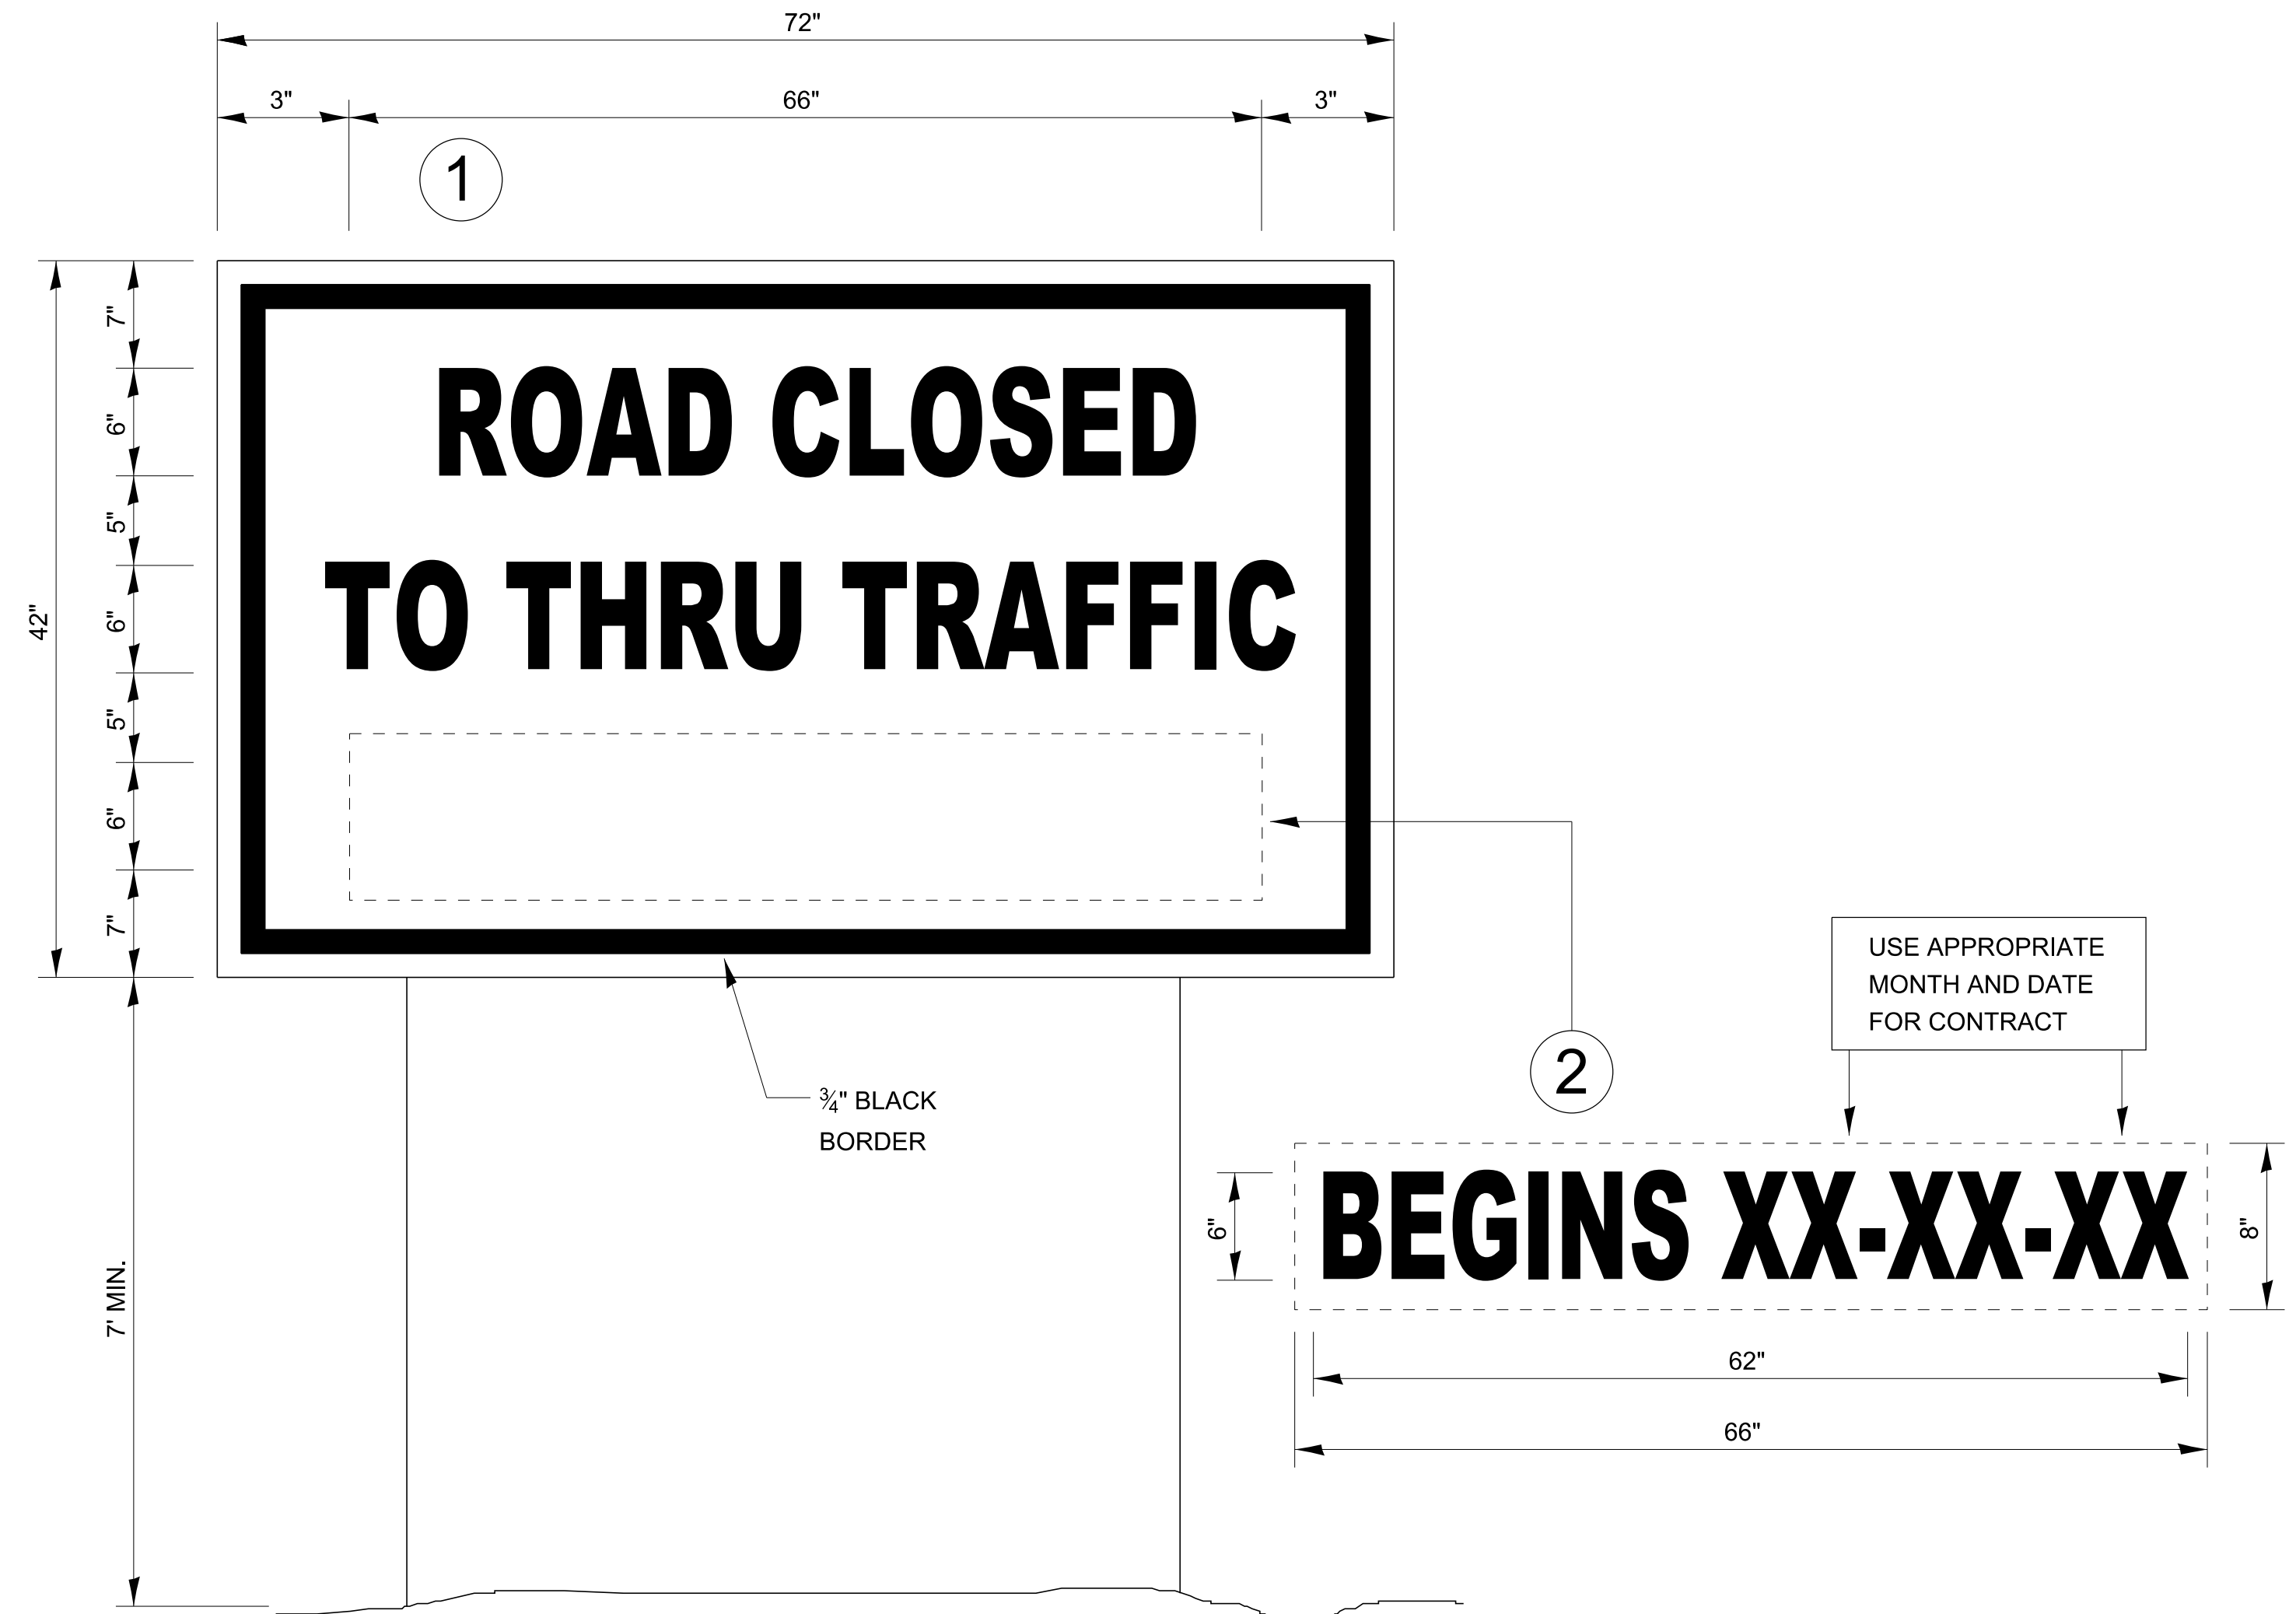 72"
3" 66" 3"
1
42"
7"
6"
5"
6"
5"
6"
7"
7' MIN.
ROAD CLOSED
TO THRU TRAFFIC
¾" BLACK
BORDER
2
USE APPROPRIATE
MONTH AND DATE
FOR CONTRACT
6"
BEGINS XX-XX-XX
8"
62"
66"